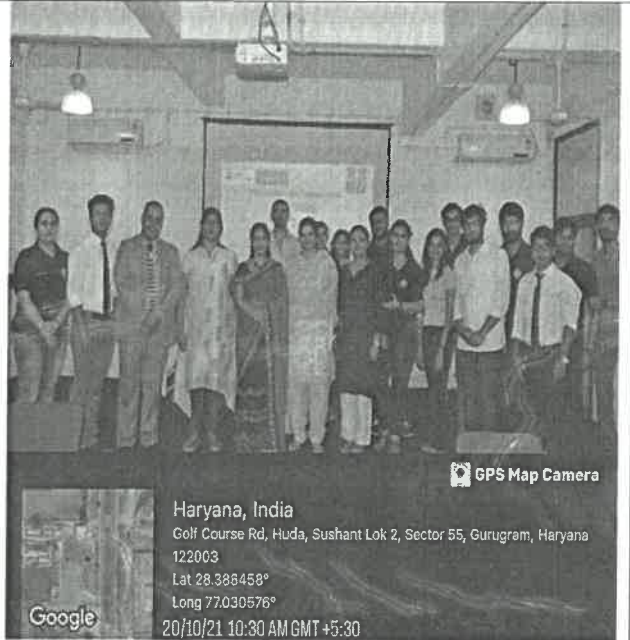 GPS Map Camera
Haryana, India
Golf Course Rd, Huda, Sushant Lok 2, Sector 55, Gurugram, Haryana
122003
Lat 28.386458°
Long 77.030576°
20/10/21 10:30 AM GMT +5:30
Google